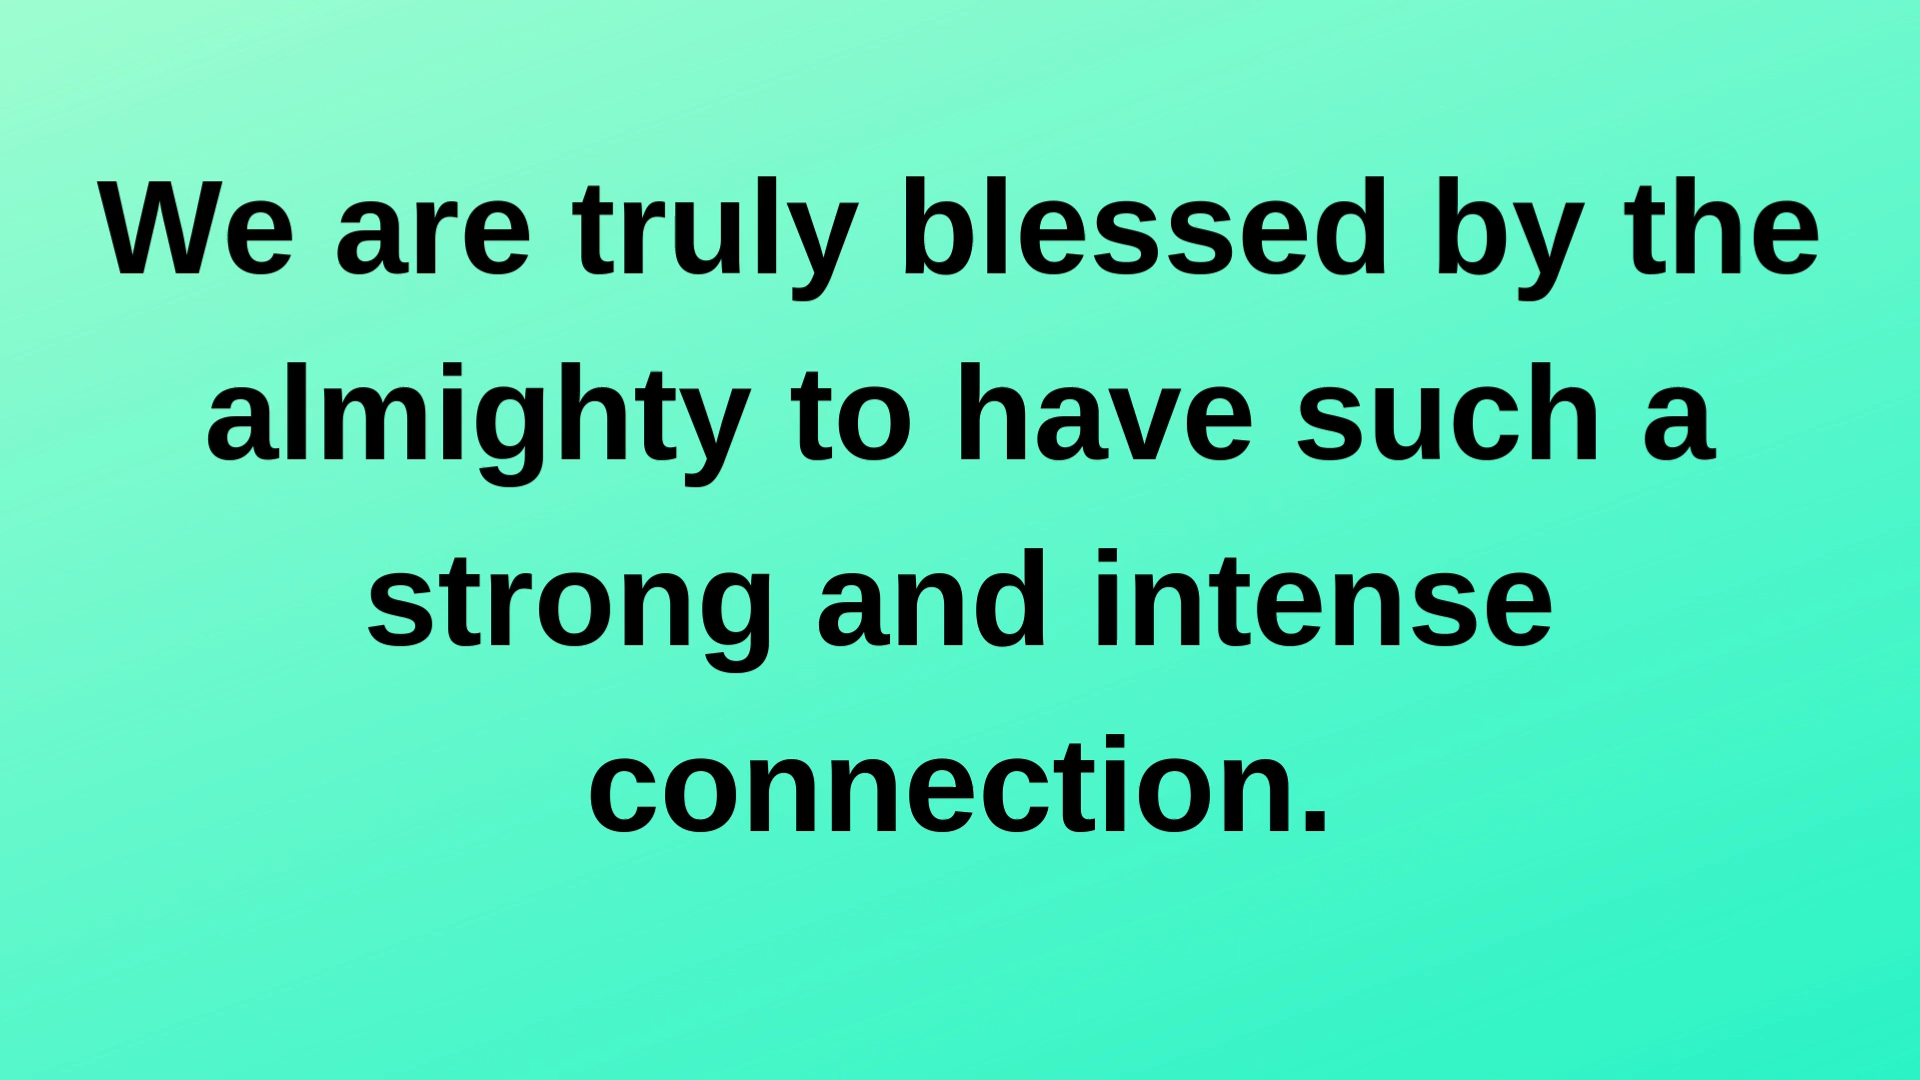 We are truly blessed by the
almighty to have such a
strong and intense
connection.